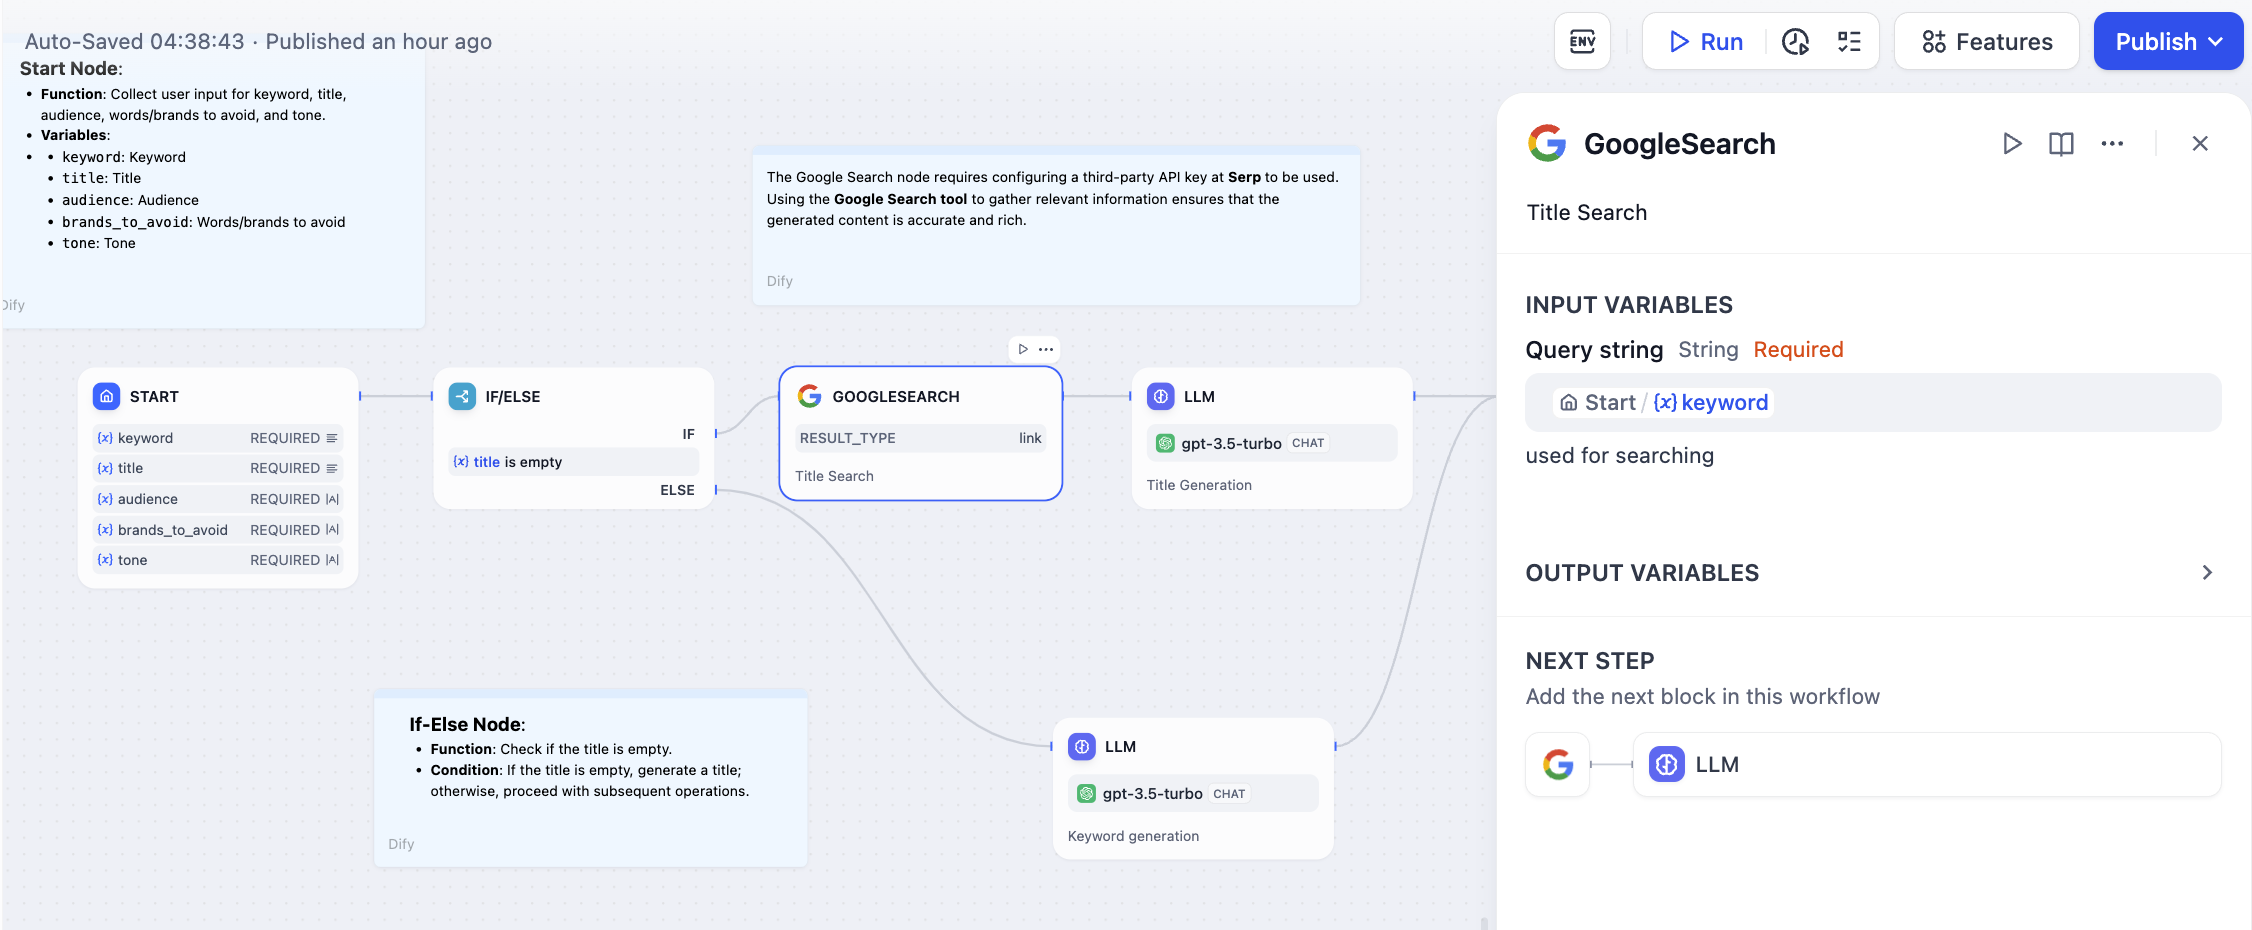 Auto-Saved 04:38:43 · Published an hour ago
ENV
Run
Features
Publish
Start Node:
• Function: Collect user input for keyword, title,
audience, words/brands to avoid, and tone.
• Variables:
• • keyword: Keyword
• title: Title
• audience: Audience
• brands_to_avoid: Words/brands to avoid
• tone: Tone
Dify
The Google Search node requires configuring a third-party API key at Serp to be used.
Using the Google Search tool to gather relevant information ensures that the
generated content is accurate and rich.
Dify
START
{x} keyword REQUIRED
{x} title REQUIRED
{x} audience REQUIRED |A|
{x} brands_to_avoid REQUIRED |A|
{x} tone REQUIRED |A|
IF/ELSE
IF
{x} title is empty
ELSE
GOOGLESEARCH
RESULT_TYPE link
Title Search
LLM
gpt-3.5-turbo CHAT
Title Generation
If-Else Node:
• Function: Check if the title is empty.
• Condition: If the title is empty, generate a title;
otherwise, proceed with subsequent operations.
Dify
LLM
gpt-3.5-turbo CHAT
Keyword generation
GoogleSearch
Title Search
INPUT VARIABLES
Query string String Required
Start / {x} keyword
used for searching
OUTPUT VARIABLES
NEXT STEP
Add the next block in this workflow
LLM